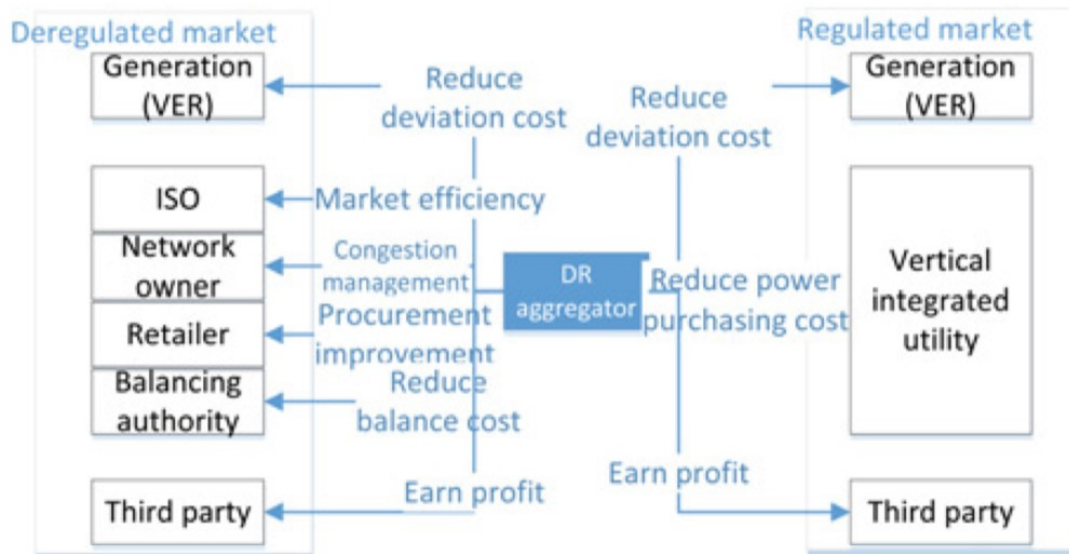 Deregulated market
Generation
(VER)
Reduce
deviation cost
ISO
Market efficiency
Network
owner
Congestion
management
Retailer
Procurement
improvement
Balancing
authority
Reduce
balance cost
Third party
Earn profit
DR
aggregator
Regulated market
Reduce
deviation cost
Generation
(VER)
Reduce power
purchasing cost
Vertical
integrated
utility
Earn profit
Third party